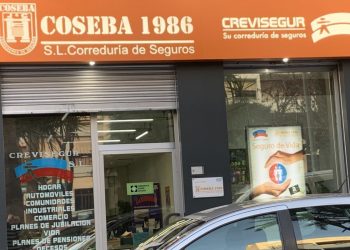 COSEBA 1986
S.L. Correduría de Seguros
CREVISEGUR
Su correduría de seguros
CREVISEGUR
HOGAR
AUTOMOVILES
COMUNIDADES
INDUSTRIALES
COMERCIO
PLANES DE JUBILACION
VIDA
PLANES DE PENSIONES
DECESOS
Seguro de Vida